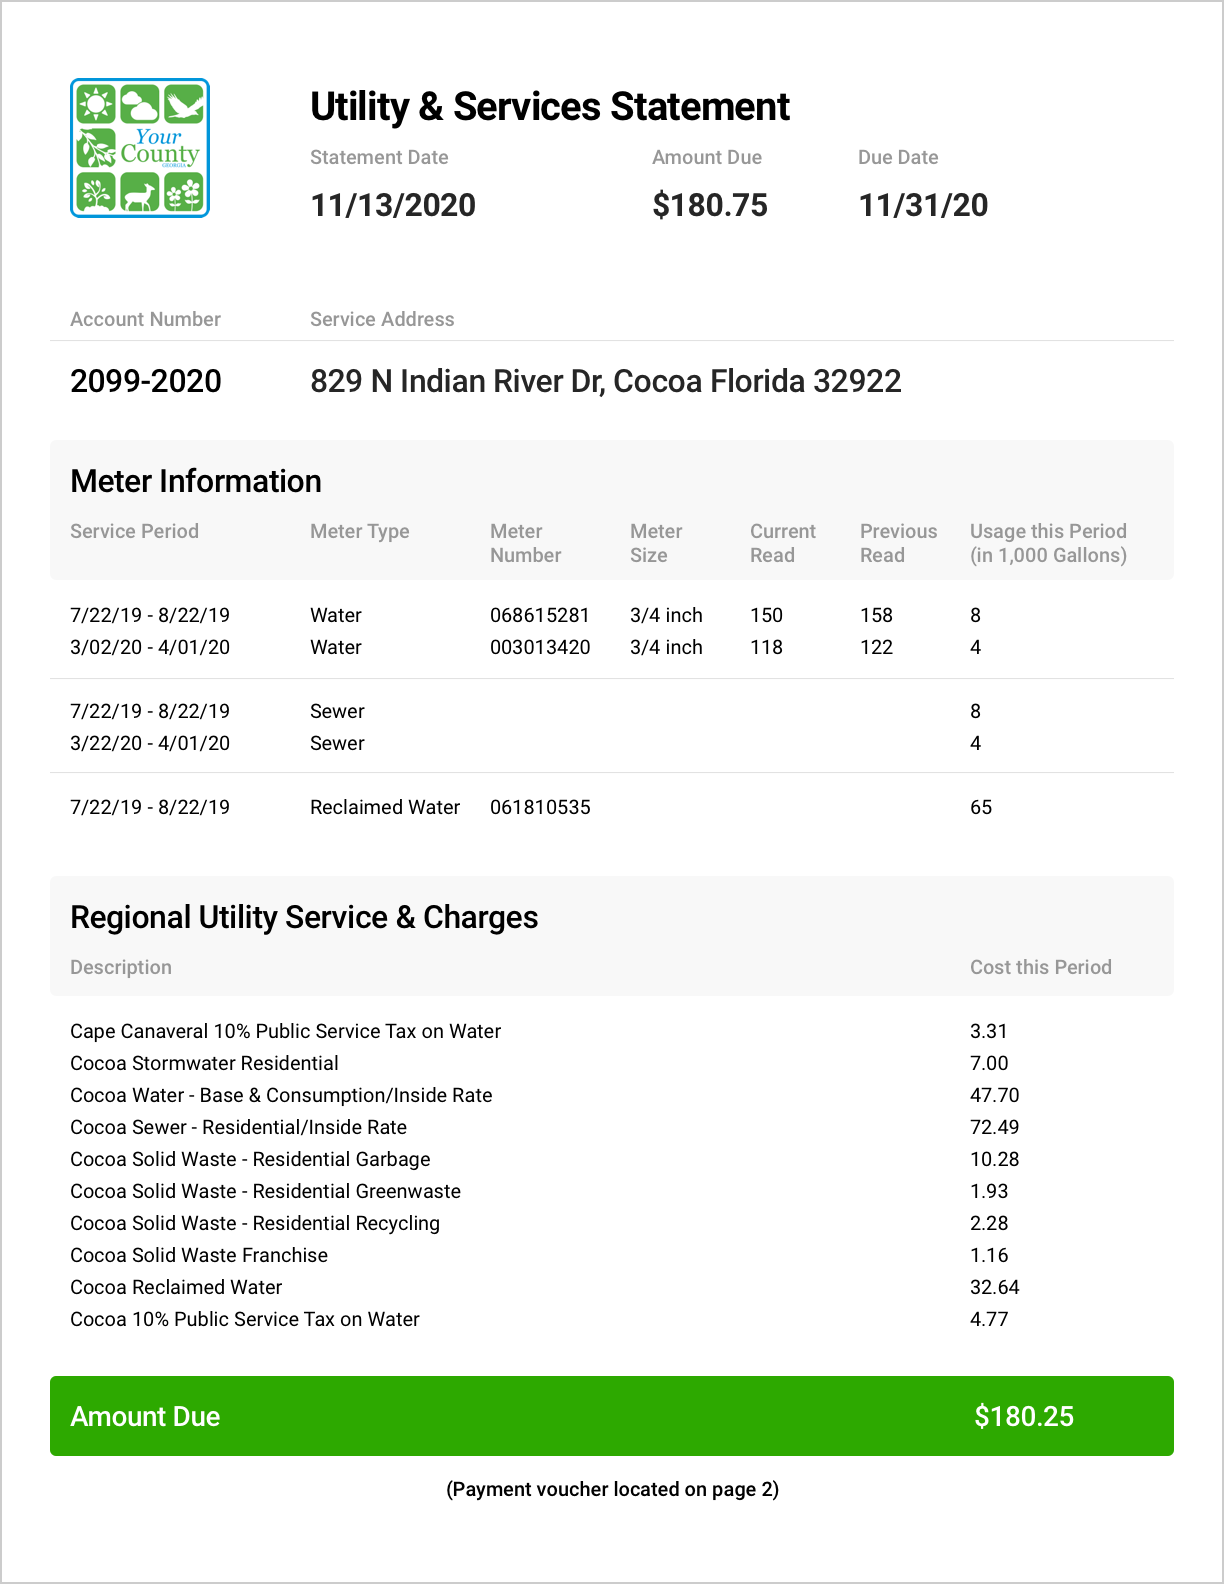 Your
County
GEORGIA
Utility & Services Statement
Statement Date Amount Due Due Date
11/13/2020 $180.75 11/31/20
Account Number Service Address
2099-2020 829 N Indian River Dr, Cocoa Florida 32922
Meter Information
Service Period Meter Type Meter Number Meter Size Current Read Previous Read Usage this Period (in 1,000 Gallons)
7/22/19 - 8/22/19 Water 068615281 3/4 inch 150 158 8
3/02/20 - 4/01/20 Water 003013420 3/4 inch 118 122 4
7/22/19 - 8/22/19 Sewer 8
3/22/20 - 4/01/20 Sewer 4
7/22/19 - 8/22/19 Reclaimed Water 061810535 65
Regional Utility Service & Charges
Description Cost this Period
Cape Canaveral 10% Public Service Tax on Water 3.31
Cocoa Stormwater Residential 7.00
Cocoa Water - Base & Consumption/Inside Rate 47.70
Cocoa Sewer - Residential/Inside Rate 72.49
Cocoa Solid Waste - Residential Garbage 10.28
Cocoa Solid Waste - Residential Greenwaste 1.93
Cocoa Solid Waste - Residential Recycling 2.28
Cocoa Solid Waste Franchise 1.16
Cocoa Reclaimed Water 32.64
Cocoa 10% Public Service Tax on Water 4.77
Amount Due $180.25
(Payment voucher located on page 2)